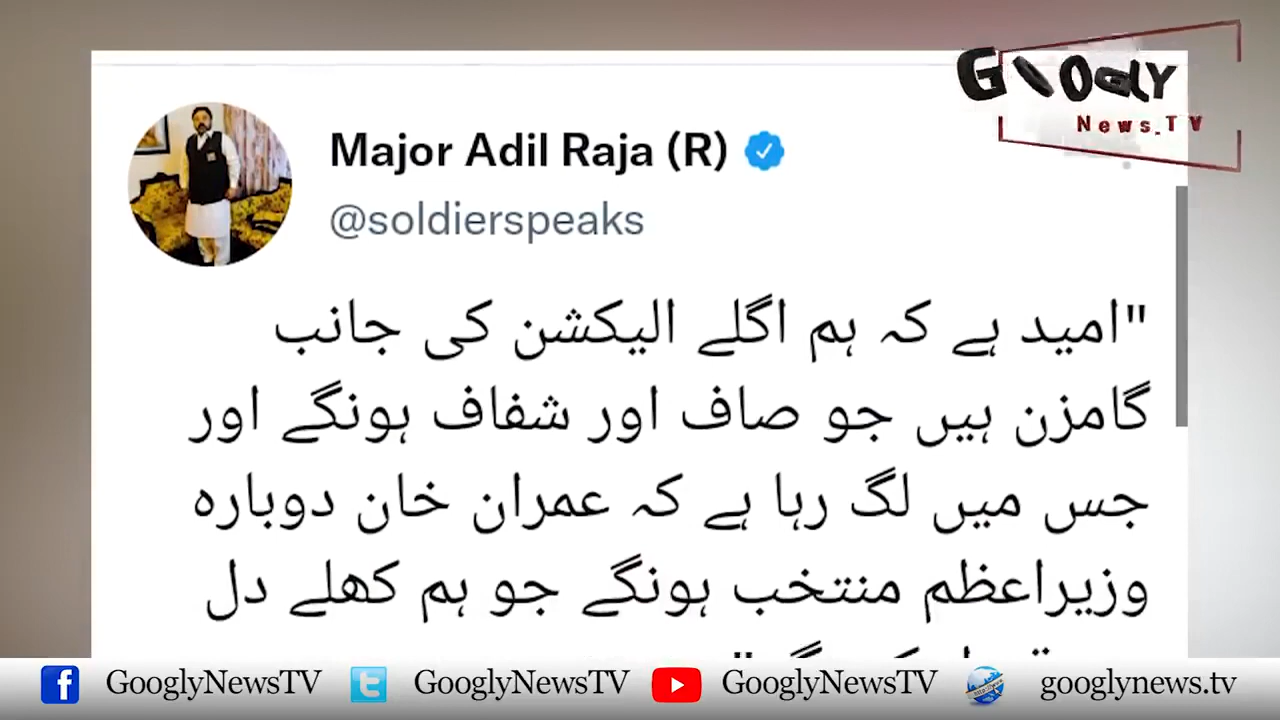 GOOGLY
News.TV
Major Adil Raja (R)
@soldierspeaks
"امید ہے کہ ہم اگلے الیکشن کی جانب
گامزن ہیں جو صاف اور شفاف ہونگے اور
جس میں لگ رہا ہے کہ عمران خان دوبارہ
وزیراعظم منتخب ہونگے جو ہم کھلے دل
GooglyNewsTV GooglyNewsTV GooglyNewsTV googlynews.tv